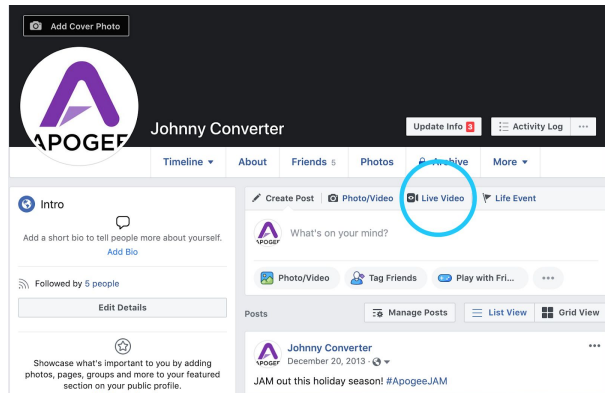 Add Cover Photo
APOGEE
Johnny Converter
Update Info 3
Activity Log
Timeline
About
Friends 5
Photos
Archive
More
Intro
Add a short bio to tell people more about yourself.
Add Bio
Followed by 5 people
Edit Details
Showcase what's important to you by adding
photos, pages, groups and more to your featured
section on your public profile.
Create Post
Photo/Video
Live Video
Life Event
APOGEE
What's on your mind?
Photo/Video
Tag Friends
Play with Fri...
Posts
Manage Posts
List View
Grid View
APOGEE
Johnny Converter
December 20, 2013 ·
JAM out this holiday season! #ApogeeJAM